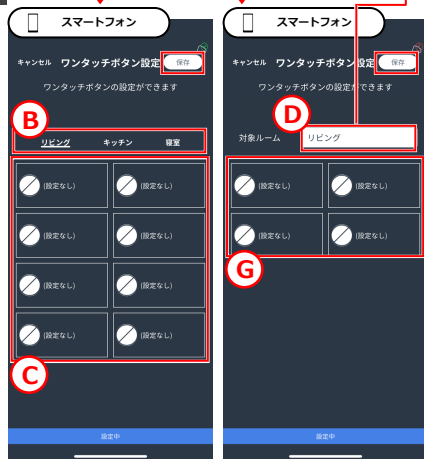 スマートフォン
キャンセル ワンタッチボタン設定 保存
ワンタッチボタンの設定ができます
B
リビング キッチン 寝室
(設定なし) (設定なし)
(設定なし) (設定なし)
(設定なし) (設定なし)
(設定なし) (設定なし)
C
設定中
スマートフォン
キャンセル ワンタッチボタン設定 保存
ワンタッチボタンの設定ができます
D
対象ルーム リビング
(設定なし) (設定なし)
(設定なし) (設定なし)
G
設定中